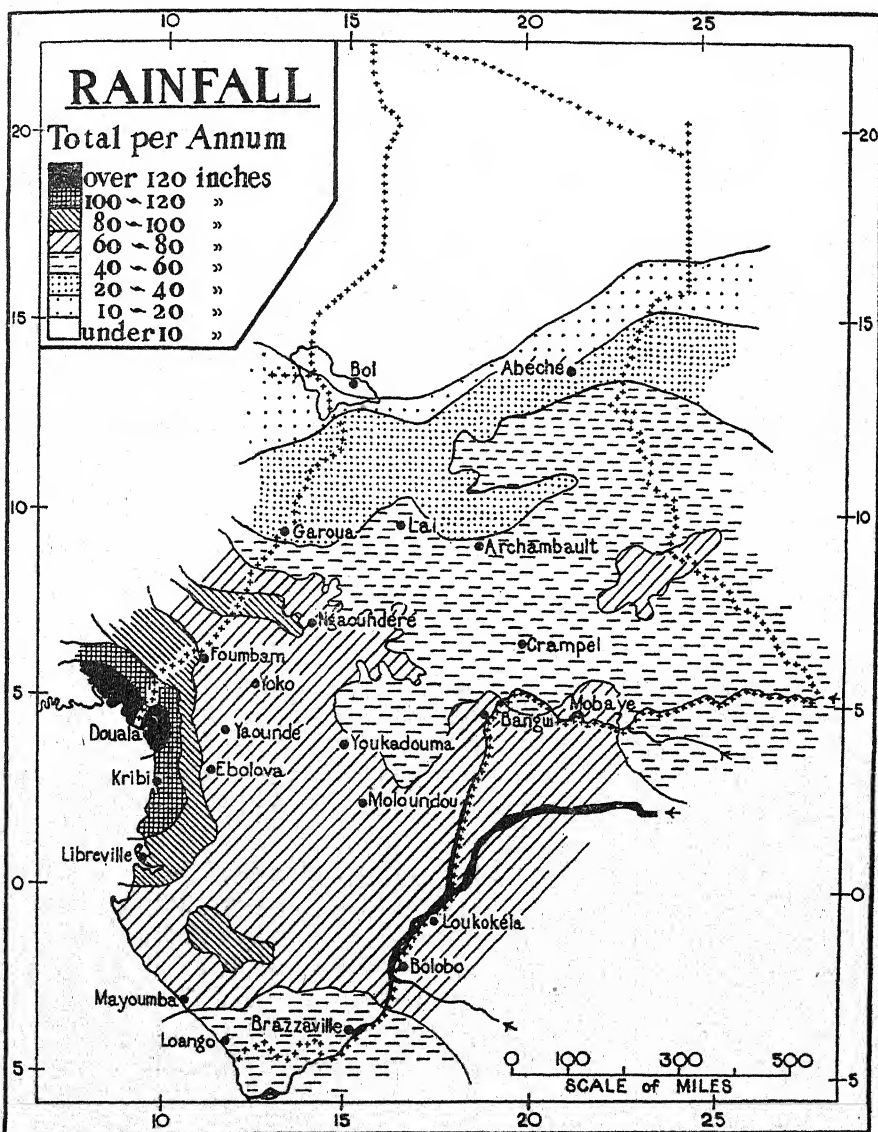 10 15 20 25
RAINFALL
Total per Annum
over 120 inches
100 - 120 "
80 - 100 "
60 - 80 "
40 - 60 "
20 - 40 "
10 - 20 "
under 10 "
20 20
15 15
Bol
Abéché
10 10
Garoua
Lai
Archambault
Ngaoundéré
Foumbam
Crampel
Yoko
5 5
Mobaye
Bangui
Douala
Yaounde
Youkadouma
Kribi
Ebolova
Moloundou
Libreville
0 0
Loukoléla
Bolobo
Mayoumba
Brazzaville
Loango
0 100 300 500
SCALE of MILES
5 5
10 15 20 25